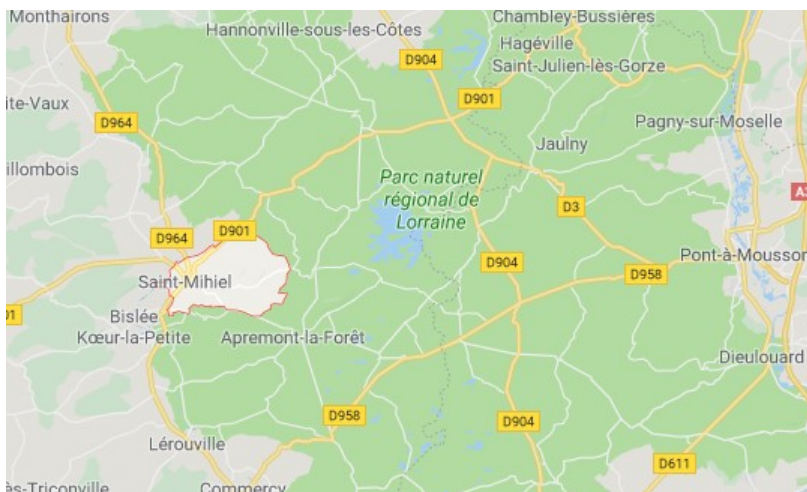 Monthairons
Chambley-Bussières
Hannonville-sous-les-Côtes
Hagéville
D904
Saint-Julien-lès-Gorze
D901
ite-Vaux
D964
Pagny-sur-Moselle
Jaulny
illombois
Parc naturel
régional de
Lorraine
D3
D901
D964
Pont-à-Mousson
D904
D958
Saint-Mihiel
Bislée
Kœur-la-Petite
Apremont-la-Forêt
Dieulouard
D958
D904
Lérouville
D611
ès-Triconville
Commercy